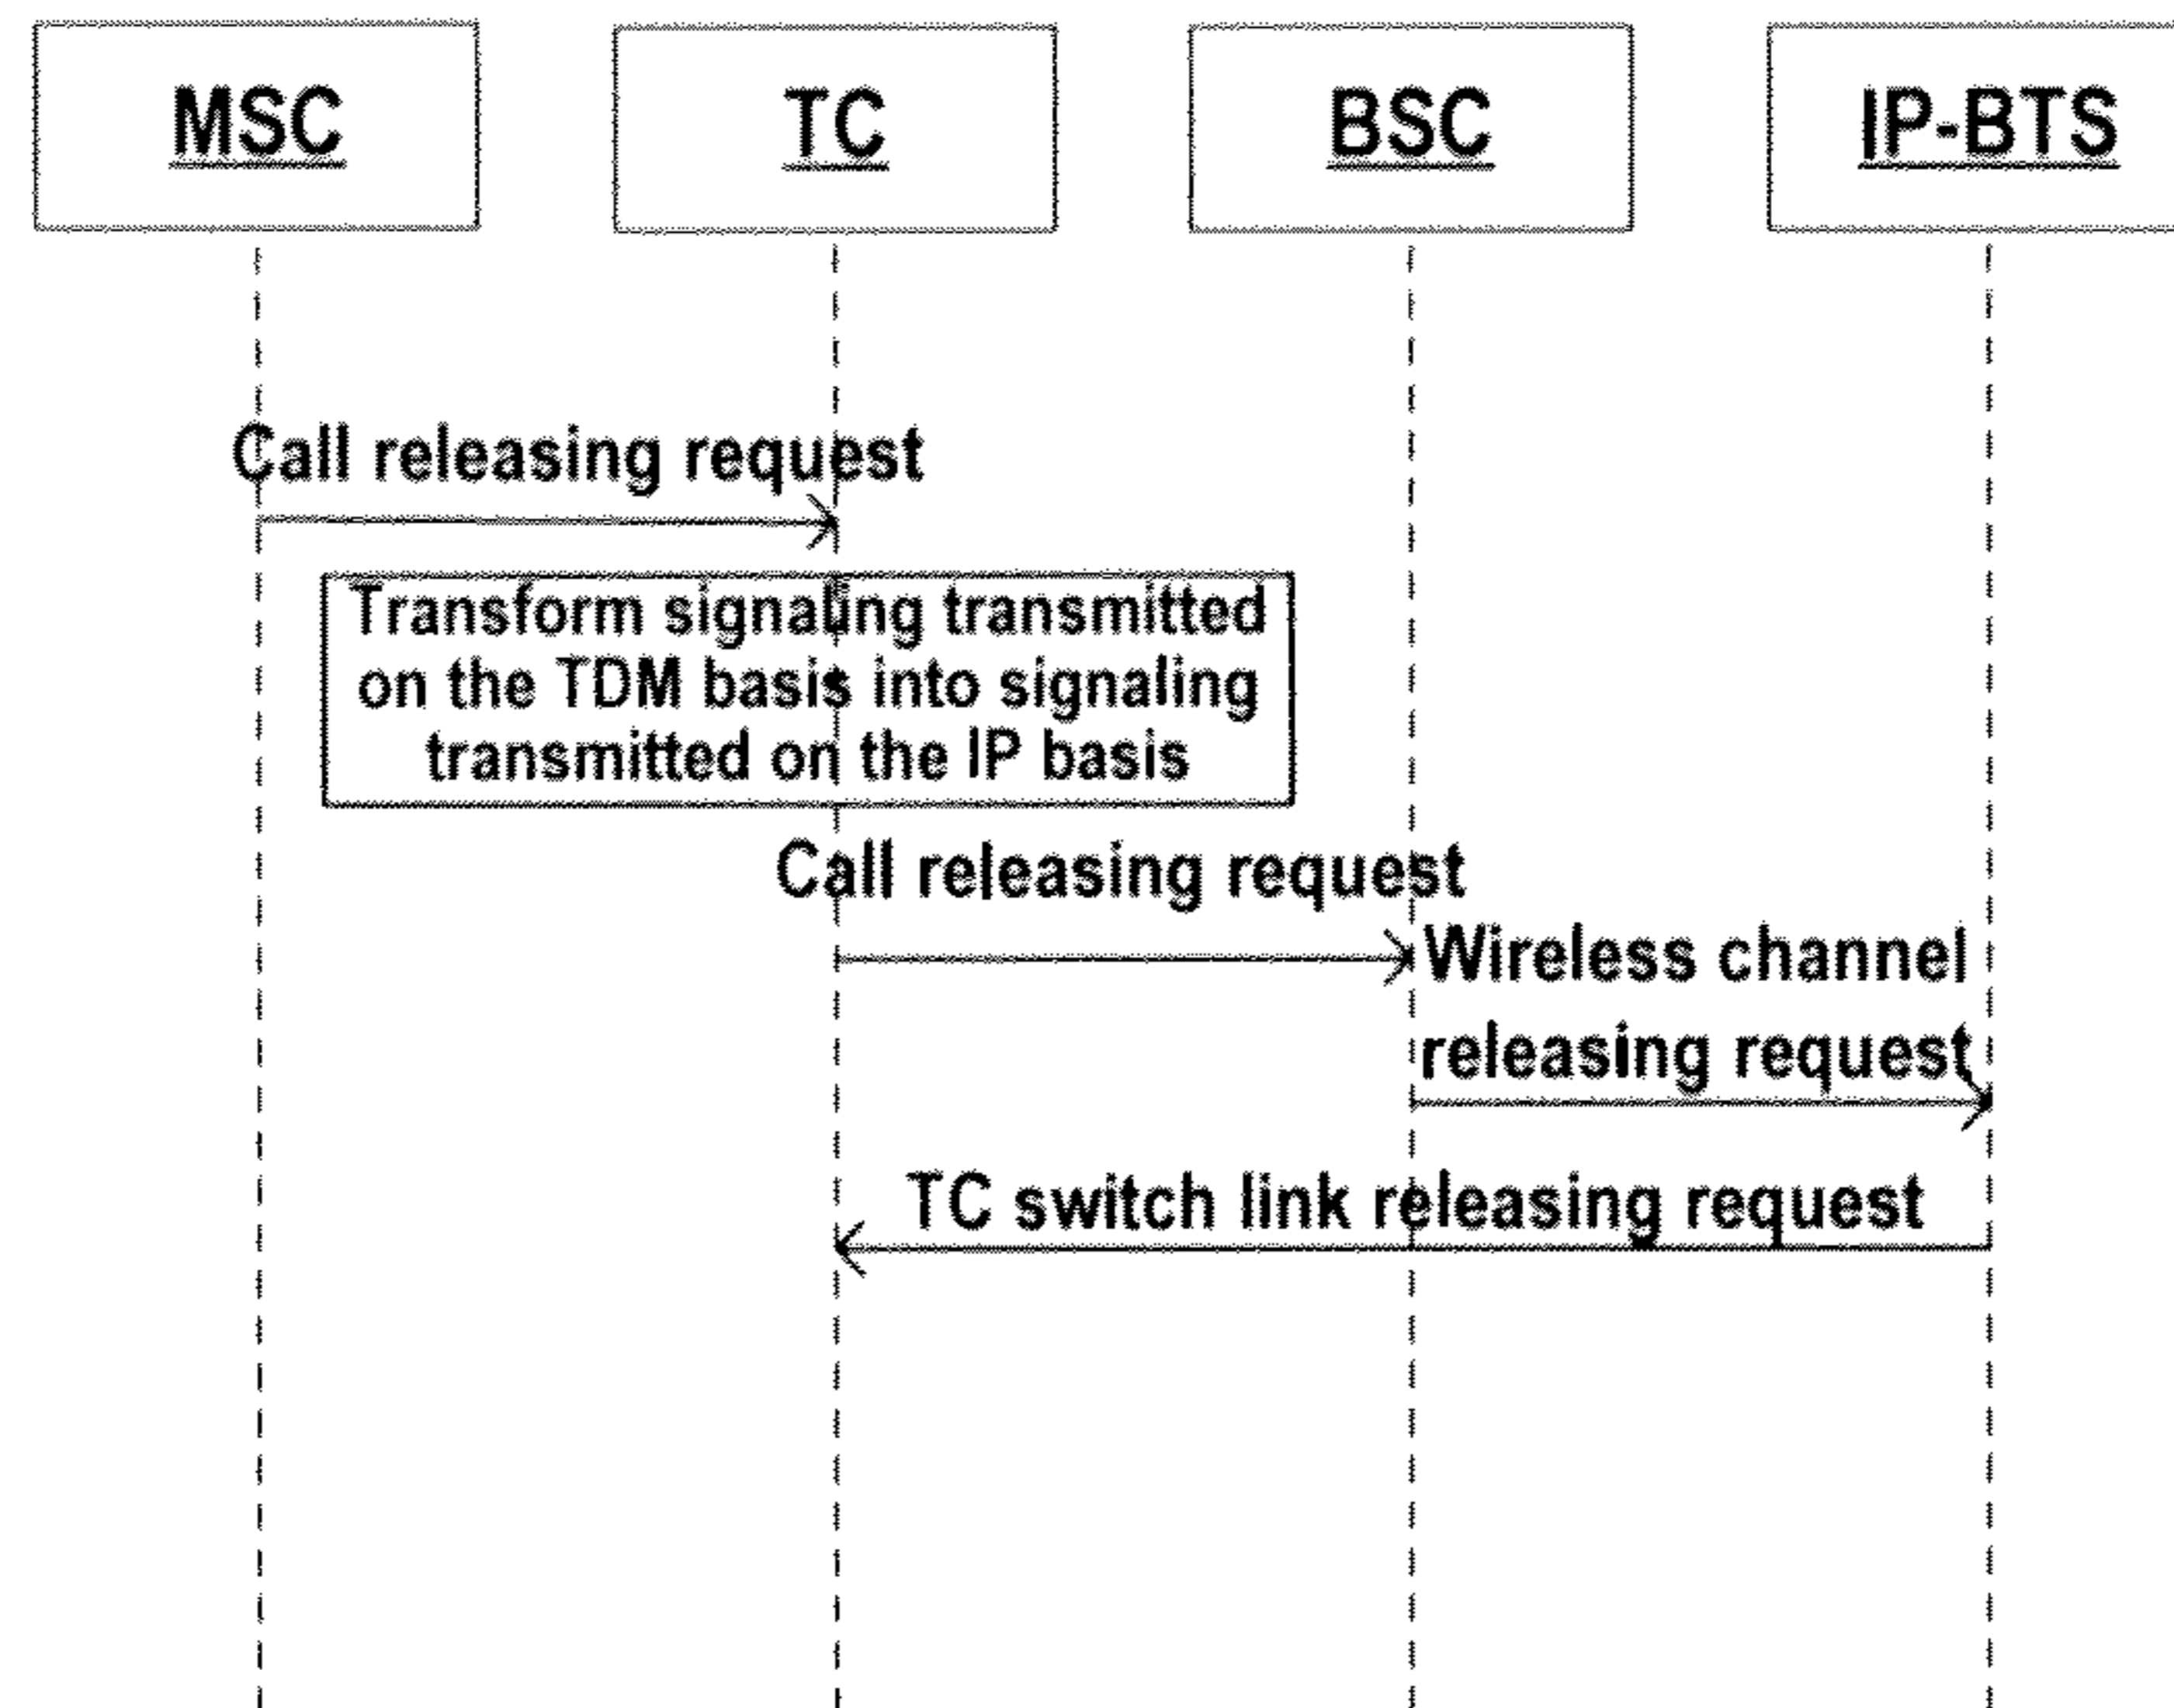 MSC
TC
BSC
IP-BTS
Call releasing request
Transform signaling transmitted
on the TDM basis into signaling
transmitted on the IP basis
Call releasing request
Wireless channel
releasing request
TC switch link releasing request